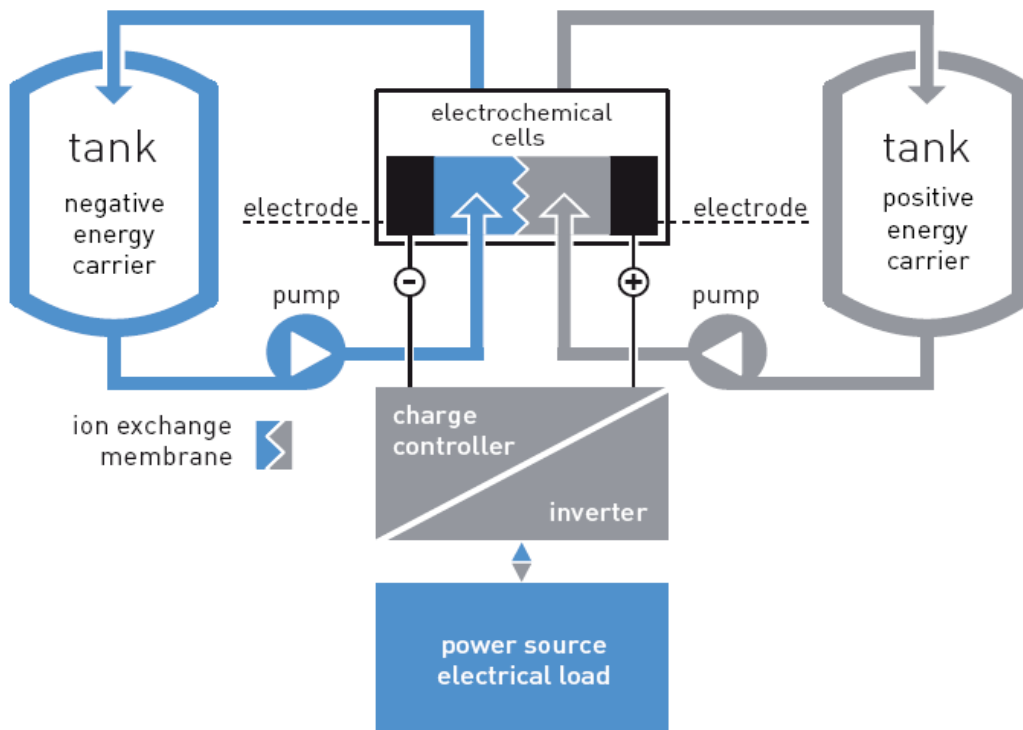 electrochemical
cells
tank
negative
energy
carrier
electrode
electrode
tank
positive
energy
carrier
-
+
pump
pump
ion exchange
membrane
charge
controller
inverter
power source
electrical load